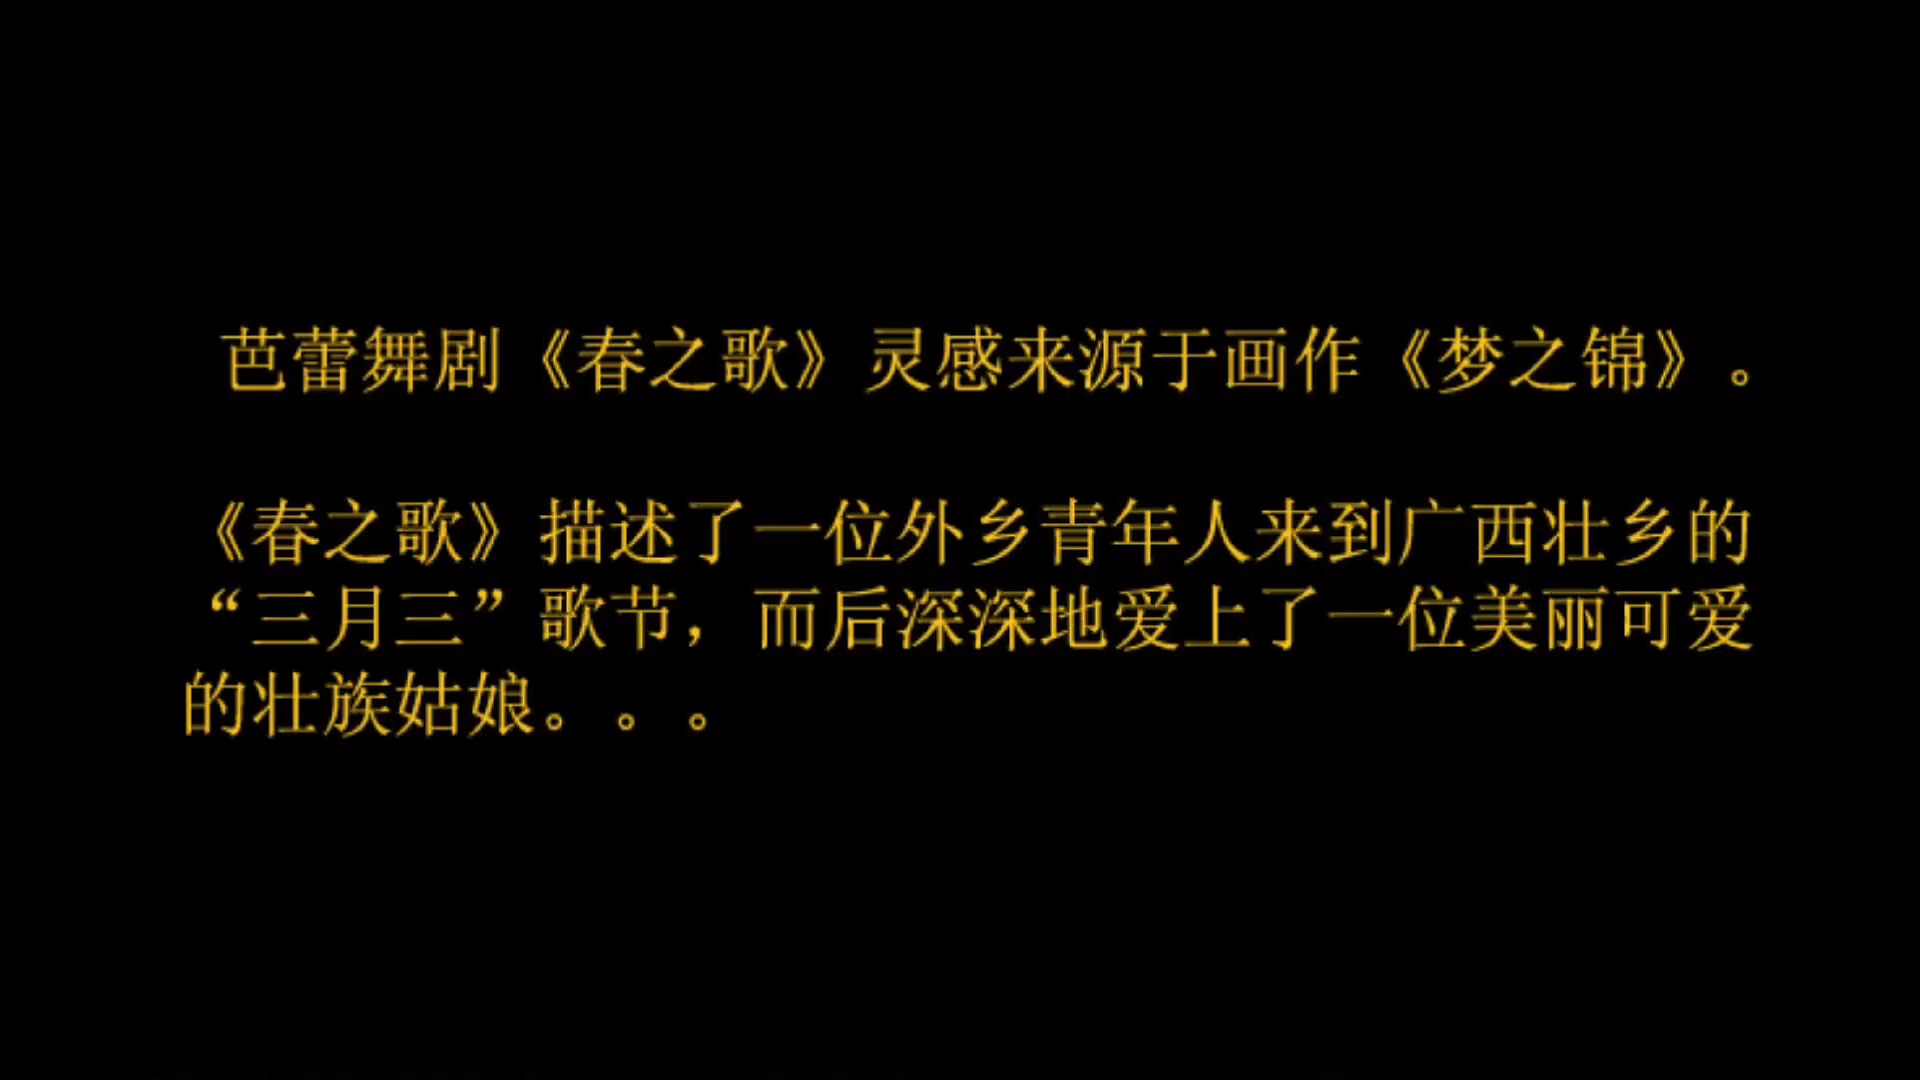 芭蕾舞剧《春之歌》灵感来源于画作《梦之锦》。
《春之歌》描述了一位外乡青年人来到广西壮乡的
“三月三”歌节，而后深深地爱上了一位美丽可爱
的壮族姑娘。。。